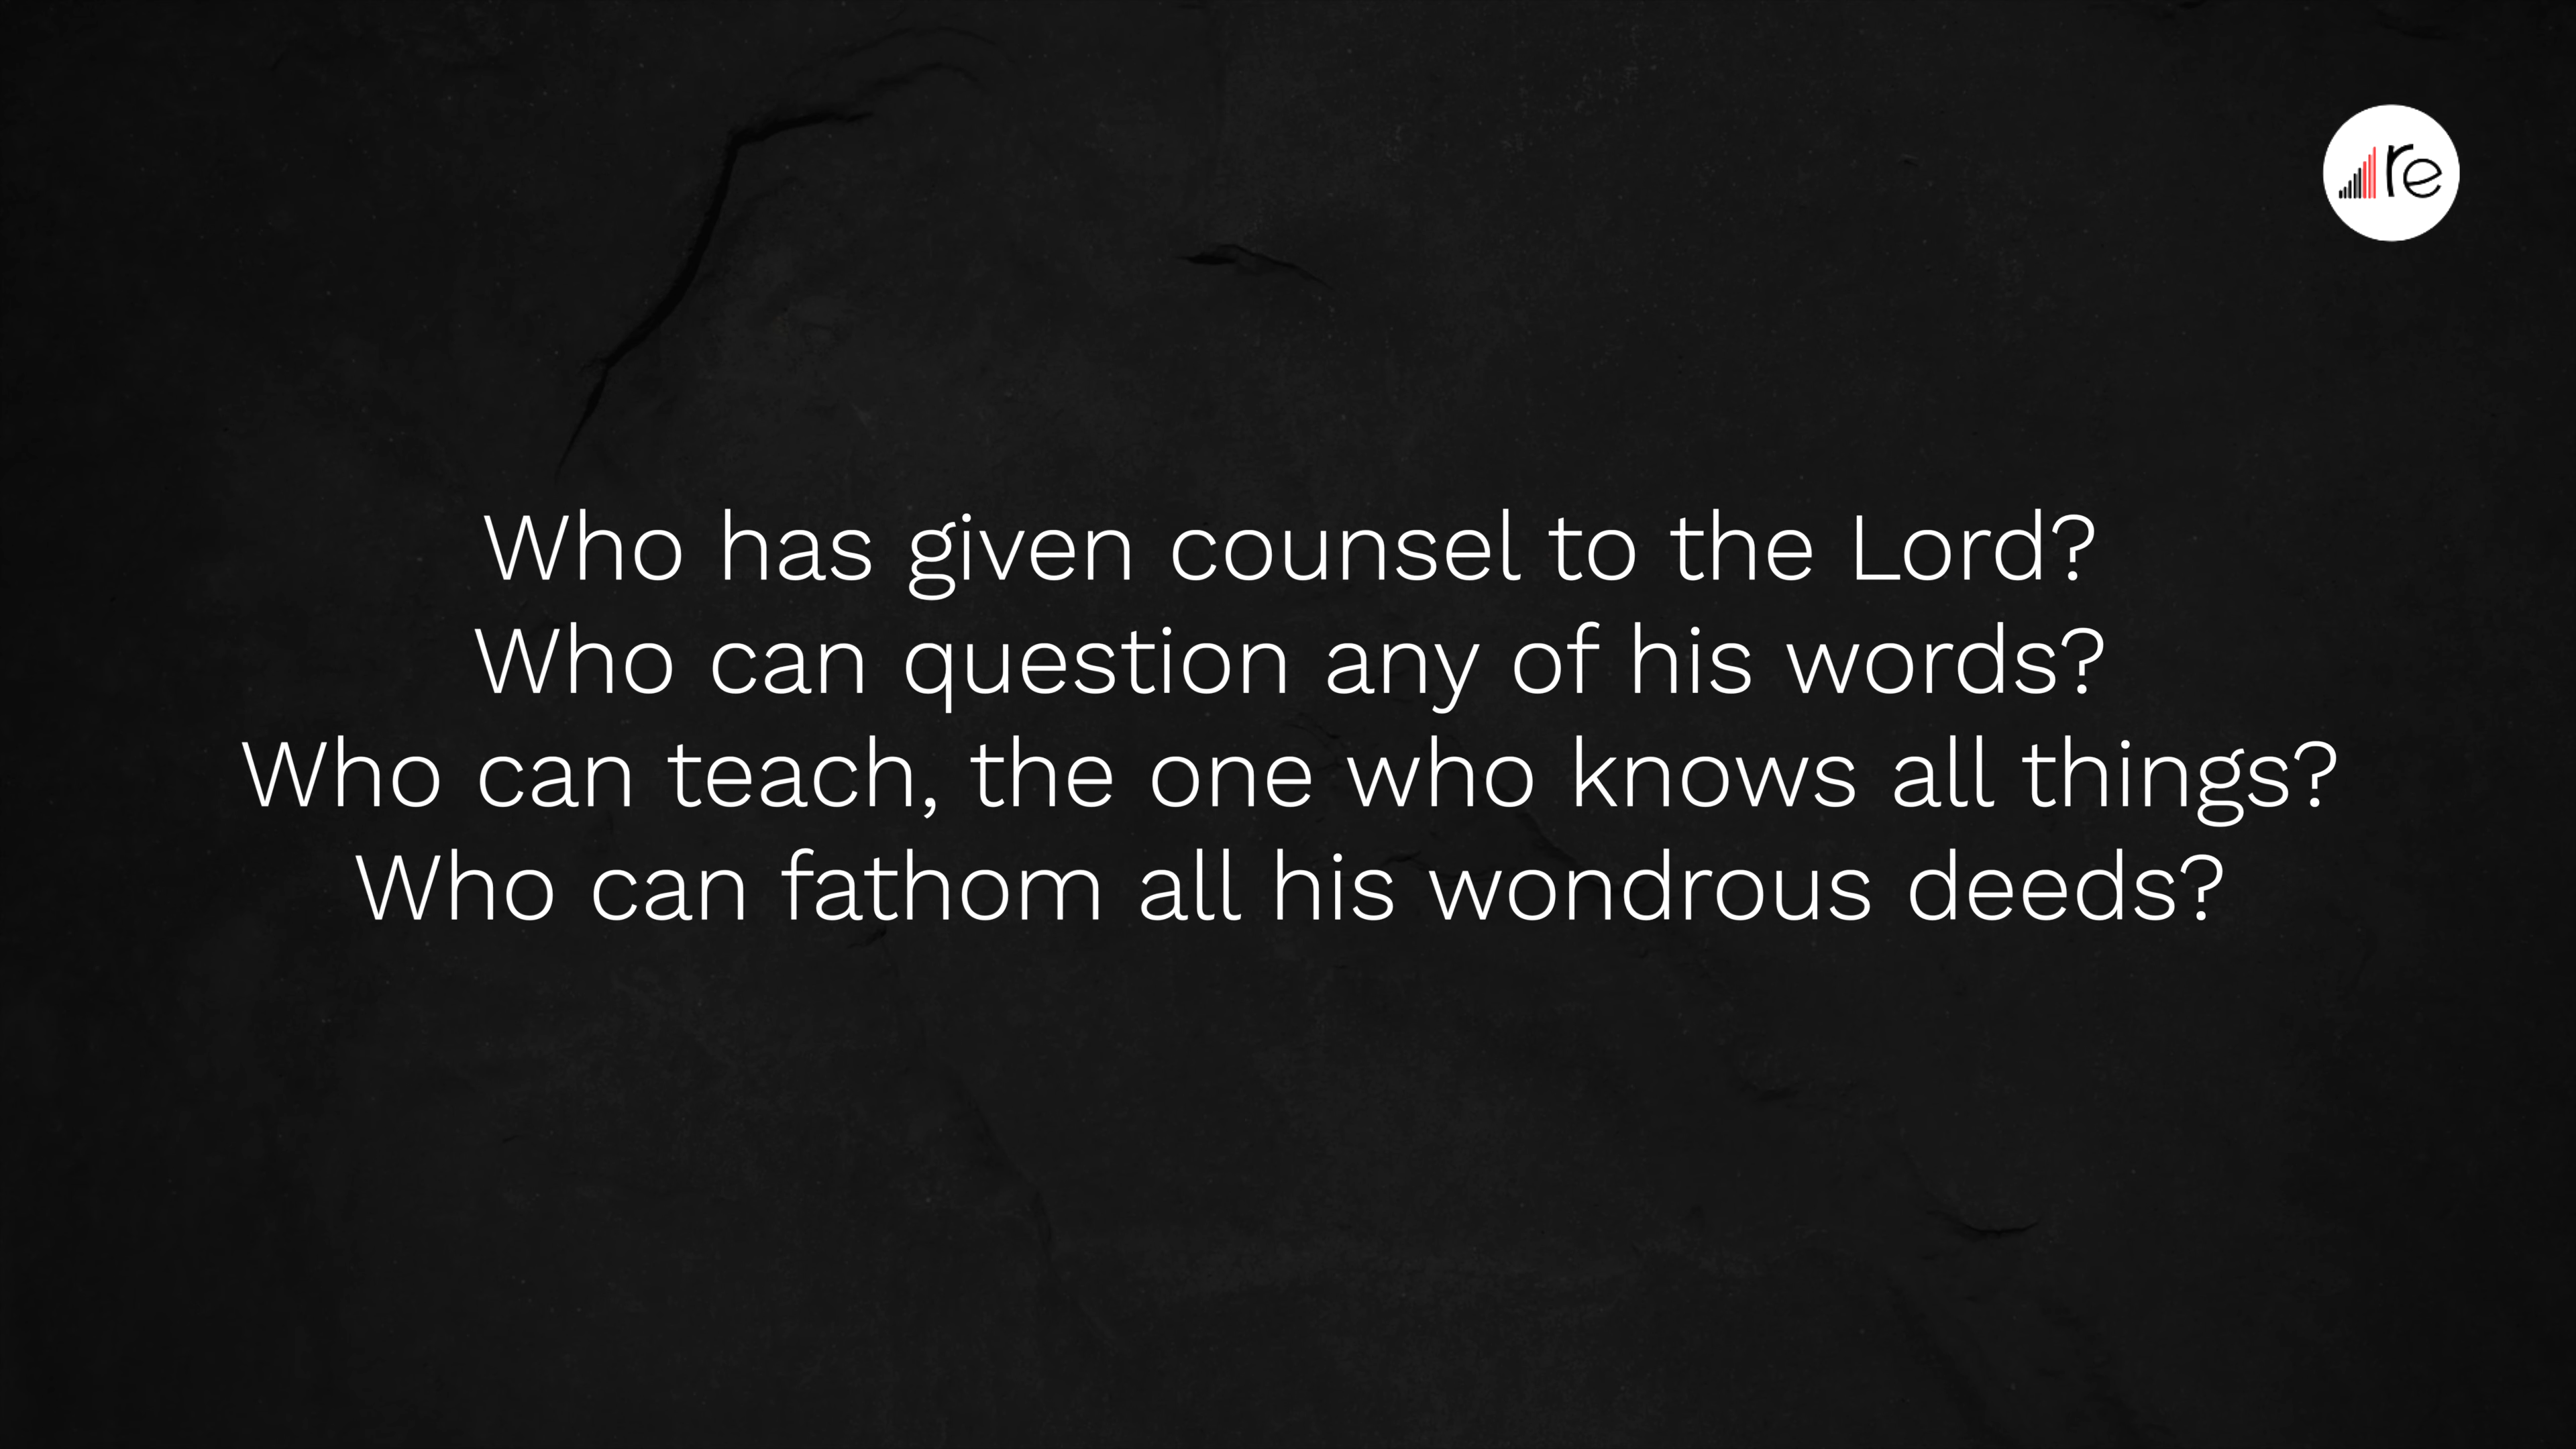 re
Who has given counsel to the Lord?
Who can question any of his words?
Who can teach, the one who knows all things?
Who can fathom all his wondrous deeds?